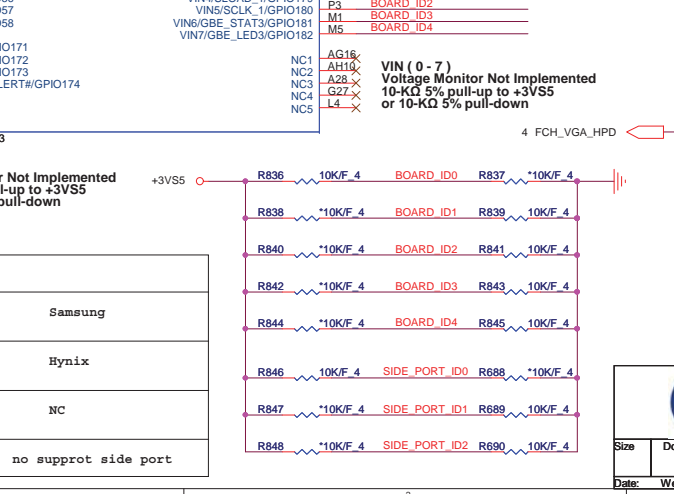 VIN5/SCLK_1/GPIO180 P3 BOARD_ID2
VIN6/GBE_STAT3/GPIO181 M1 BOARD_ID3
VIN7/GBE_LED3/GPIO182 M5 BOARD_ID4
NC1 AG16
NC2 AH10
NC3 A28
NC4 G27
NC5 L4
57
IO171
IO172
IO173
LERT#/GPIO174
3
VIN ( 0 - 7 )
Voltage Monitor Not Implemented
10-KΩ 5% pull-up to +3VS5
or 10-KΩ 5% pull-down
4 FCH_VGA_HPD
r Not Implemented
l-up to +3VS5
pull-down
+3VS5
R836 10K/F_4 BOARD_ID0 R837 *10K/F_4
R838 *10K/F_4 BOARD_ID1 R839 10K/F_4
R840 *10K/F_4 BOARD_ID2 R841 10K/F_4
R842 *10K/F_4 BOARD_ID3 R843 10K/F_4
R844 *10K/F_4 BOARD_ID4 R845 10K/F_4
R846 10K/F_4 SIDE_PORT_ID0 R688 *10K/F_4
R847 *10K/F_4 SIDE_PORT_ID1 R689 10K/F_4
R848 *10K/F_4 SIDE_PORT_ID2 R690 10K/F_4
Samsung
Hynix
NC
no supprot side port
Size Do
Date: We